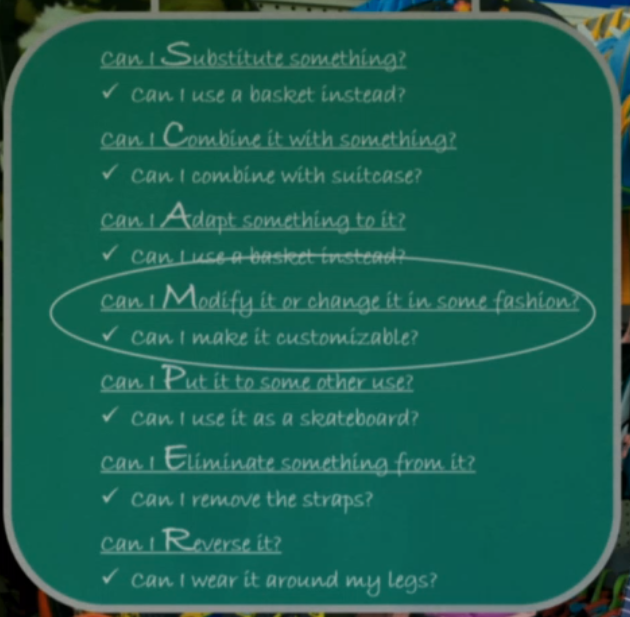 Can I Substitute something?
✓ Can I use a basket instead?
Can I Combine it with something?
✓ Can I combine with suitcase?
Can I Adapt something to it?
✓ Can I use a basket instead?
Can I Modify it or change it in some fashion?
✓ Can I make it customizable?
Can I Put it to some other use?
✓ Can I use it as a skateboard?
Can I Eliminate something from it?
✓ Can I remove the straps?
Can I Reverse it?
✓ Can I wear it around my legs?